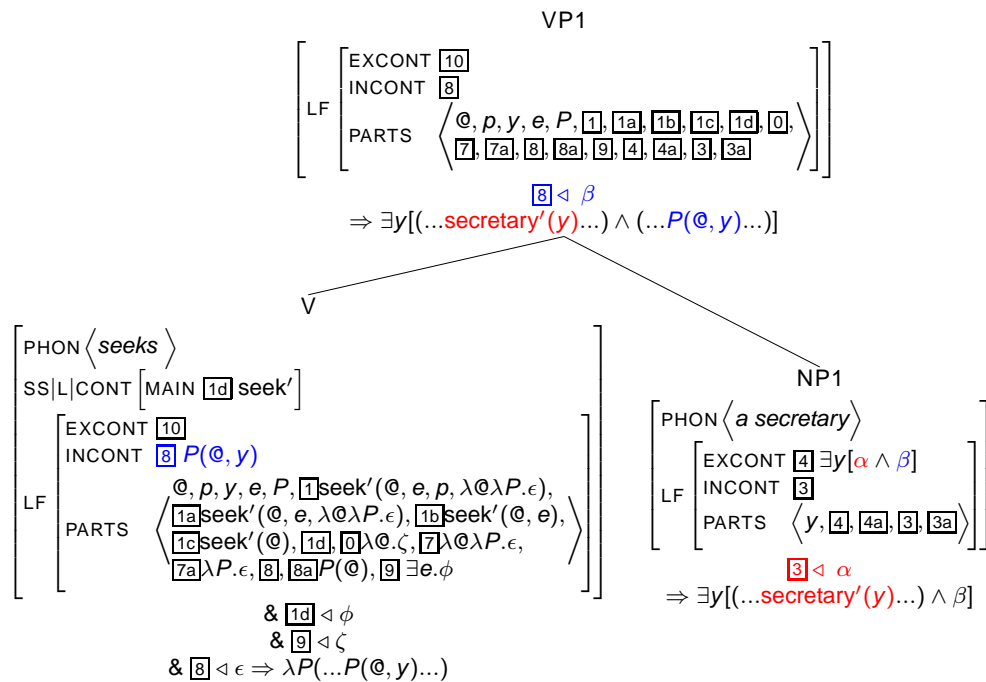 VP1
EXCONT 10
INCONT 8
LF
PARTS ⟨@, p, y, e, P, 1, 1a, 1b, 1c, 1d, 0,
7, 7a, 8, 8a, 9, 4, 4a, 3, 3a⟩
8 ◁ β
⇒ ∃y[(...secretary′(y)...) ∧ (...P(@, y)...)]
V
PHON ⟨seeks⟩
SS|L|CONT [MAIN 1d seek′]
EXCONT 10
INCONT 8 P(@, y)
LF
PARTS ⟨@, p, y, e, P, 1 seek′(@, e, p, λ@λP.ϵ),
1a seek′(@, e, λ@λP.ϵ), 1b seek′(@, e),
1c seek′(@), 1d, 0 λ@.ζ, 7 λ@λP.ϵ,
7a λP.ϵ, 8, 8a P(@), 9 ∃e.ϕ⟩
& 1d ◁ ϕ
& 9 ◁ ζ
& 8 ◁ ϵ ⇒ λP(...P(@, y)...)
NP1
PHON ⟨a secretary⟩
EXCONT 4 ∃y[α ∧ β]
LF
INCONT 3
PARTS ⟨y, 4, 4a, 3, 3a⟩
3 ◁ α
⇒ ∃y[(...secretary′(y)...) ∧ β]